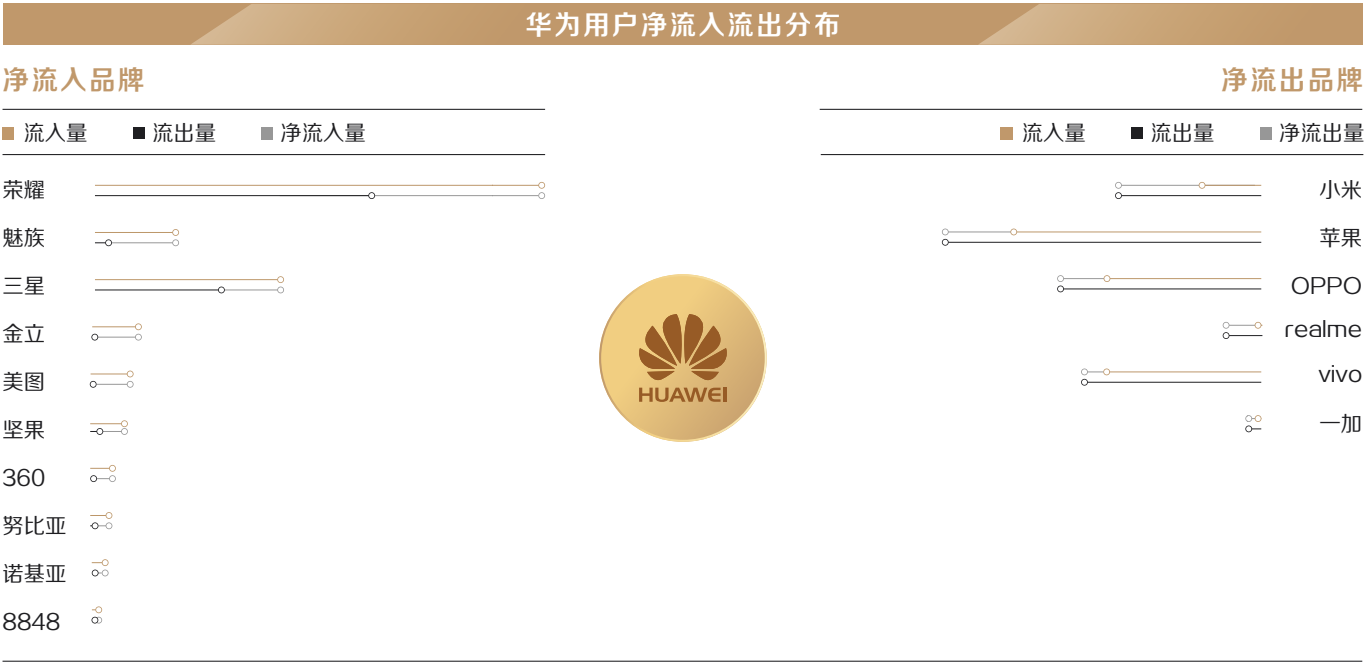 华为用户净流入流出分布
净流入品牌
流入量 流出量 净流入量
荣耀
魅族
三星
金立
美图
坚果
360
努比亚
诺基亚
8848
HUAWEI
净流出品牌
流入量 流出量 净流出量
小米
苹果
OPPO
realme
vivo
一加